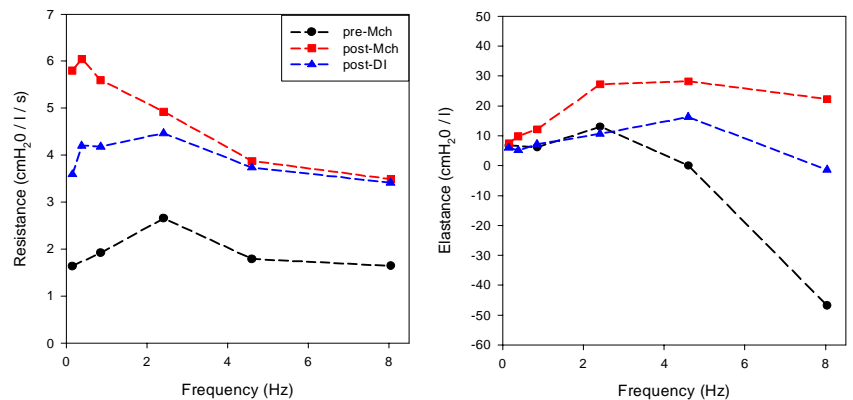 7
6
5
4
3
2
1
0
Resistance (cmH₂0 / l / s)
pre-Mch
post-Mch
post-DI
0 2 4 6 8
Frequency (Hz)
50
40
30
20
10
0
-10
-20
-30
-40
-50
-60
Elastance (cmH₂0 / l)
0 2 4 6 8
Frequency (Hz)